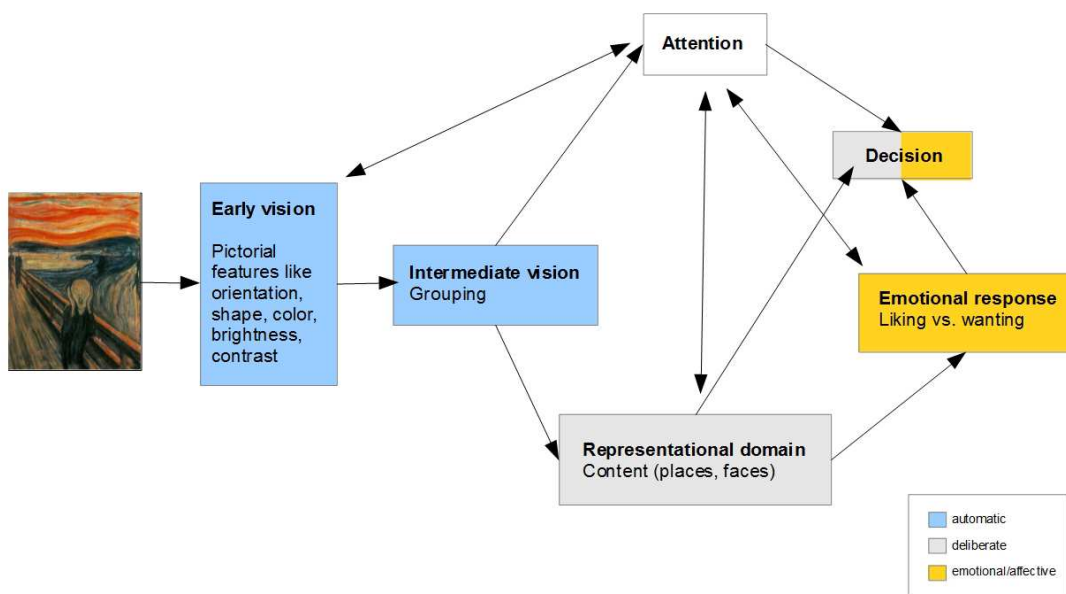 Attention
Decision
Early vision
Pictorial
features like
orientation,
shape, color,
brightness,
contrast
Intermediate vision
Grouping
Emotional response
Liking vs. wanting
Representational domain
Content (places, faces)
automatic
deliberate
emotional/affective